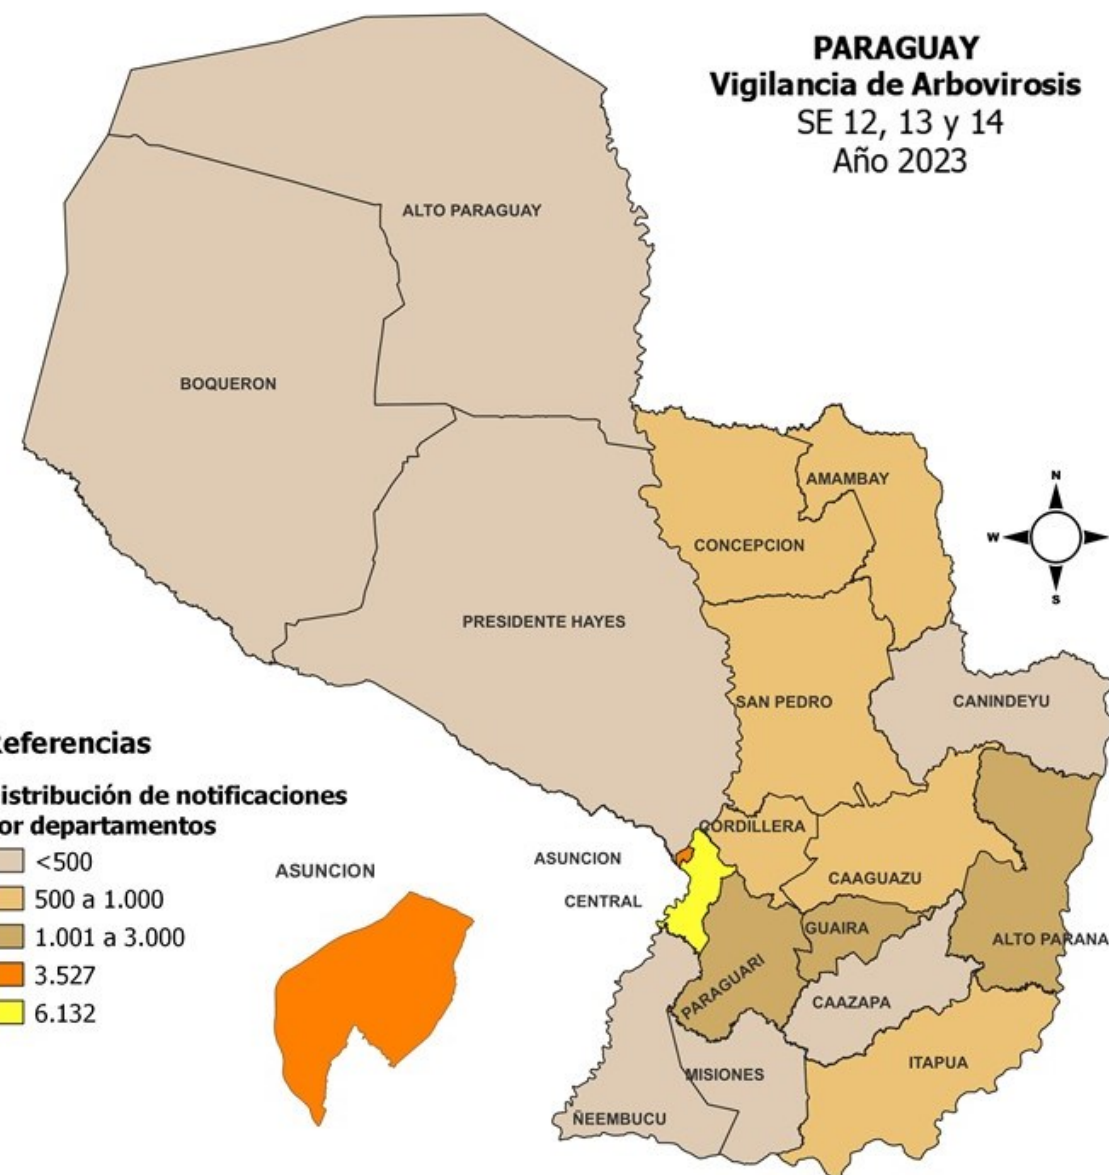 PARAGUAY
Vigilancia de Arbovirosis
SE 12, 13 y 14
Año 2023
ALTO PARAGUAY
BOQUERON
AMAMBAY
N
W
S
CONCEPCION
PRESIDENTE HAYES
SAN PEDRO
CANINDEYU
eferencias
istribución de notificaciones
or departamentos
<500
500 a 1.000
1.001 a 3.000
3.527
6.132
ASUNCION
CORDILLERA
ASUNCION
CENTRAL
CAAGUAZU
GUAIRA
ALTO PARANA
PARAGUARI
CAAZAPA
ITAPUA
MISIONES
ÑEEMBUCU